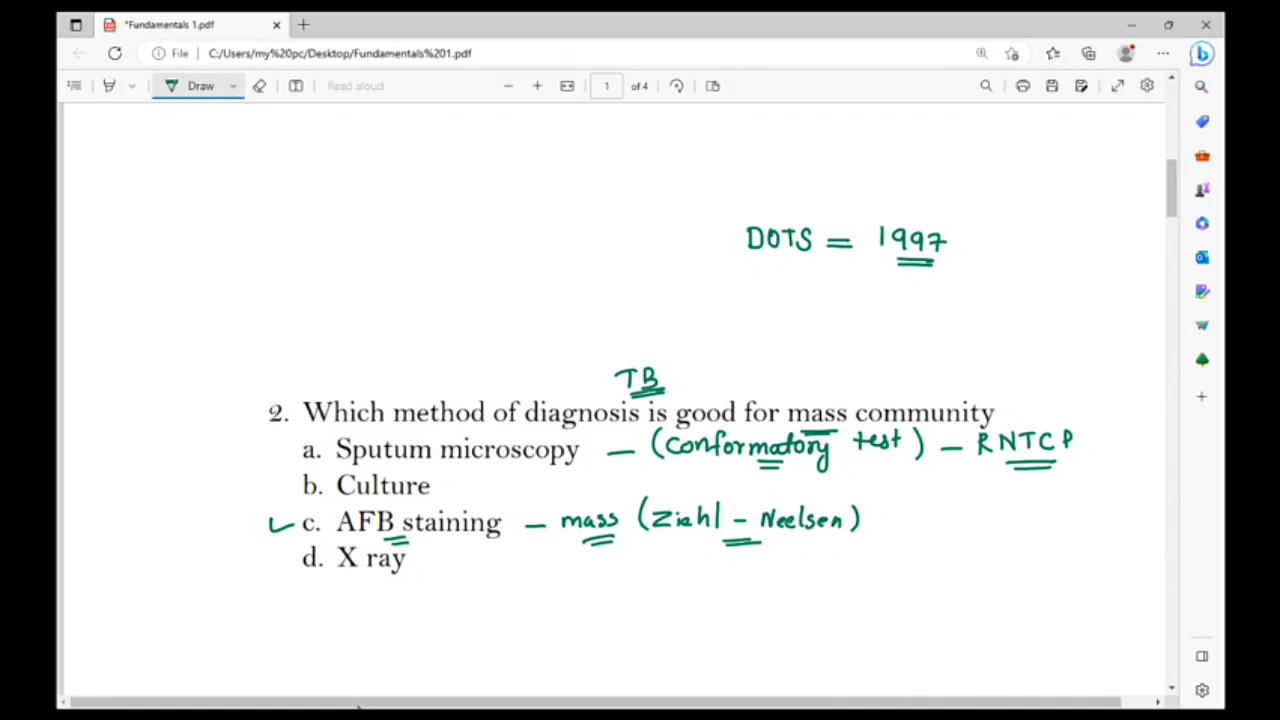 *Fundamentals 1.pdf
File C:/Users/my%20pc/Desktop/Fundamentals%201.pdf
Draw Read aloud 1 of 4
DOTS = 1997
TB
2. Which method of diagnosis is good for mass community
a. Sputum microscopy — (conformatory test) — RNTCP
b. Culture
c. AFB staining — mass (Ziehl - Neelsen)
d. X ray